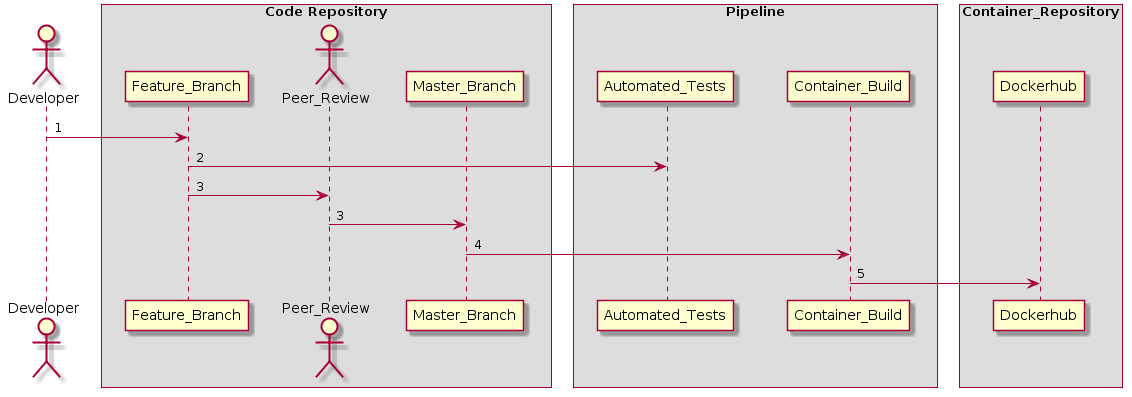 Code Repository
Pipeline
Container_Repository
Developer
Feature_Branch
Peer_Review
Master_Branch
Automated_Tests
Container_Build
Dockerhub
1
2
3
3
4
5
Developer
Feature_Branch
Peer_Review
Master_Branch
Automated_Tests
Container_Build
Dockerhub